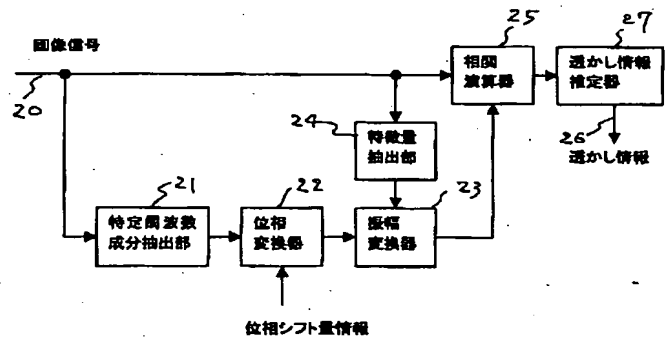 25
27
画像信号
相関
演算器
透かし情報
推定器
20
24
特徴量
抽出部
26
透かし情報
21
22
23
特定周波数
成分抽出部
位相
変換器
振幅
変換器
位相シフト量情報